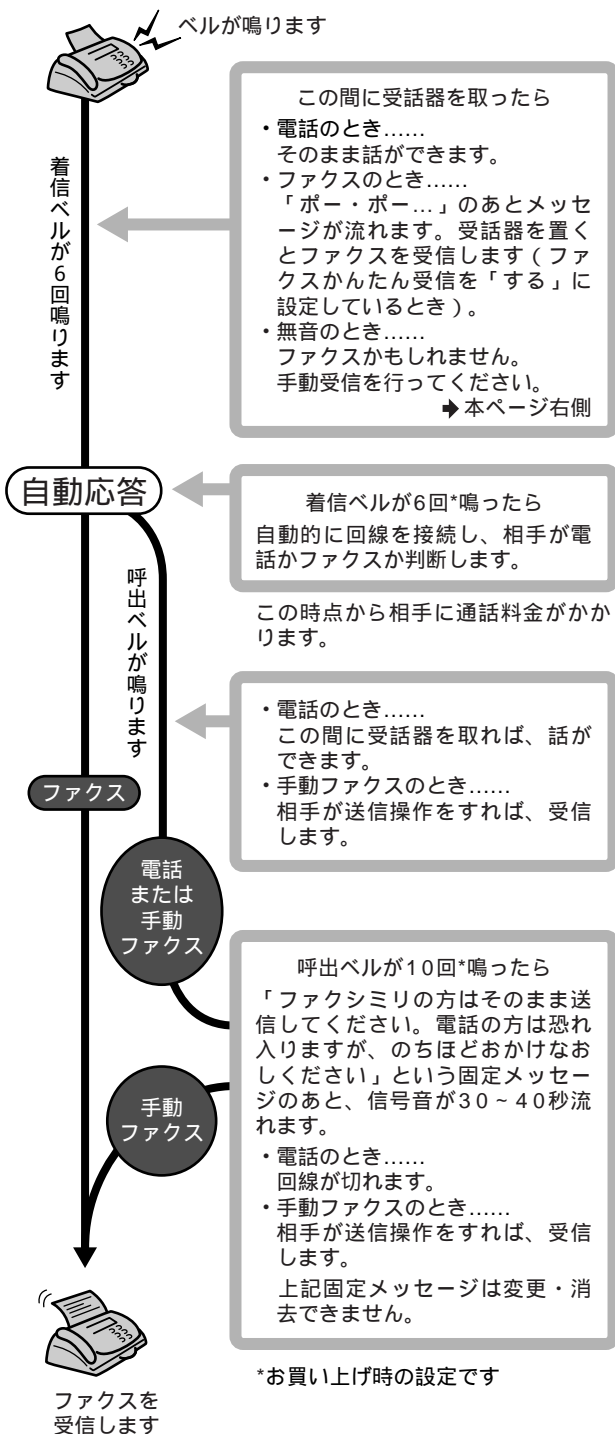 ベルが鳴ります
着信ベルが6回鳴ります
この間に受話器を取ったら
・電話のとき……
そのまま話ができます。
・ファクスのとき……
「ポー・ポー…」のあとメッセ
ージが流れます。受話器を置く
とファクスを受信します（ファ
クスかんたん受信を「する」に
設定しているとき）。
・無音のとき……
ファクスかもしれません。
手動受信を行ってください。
➡本ページ右側
自動応答
着信ベルが6回*鳴ったら
自動的に回線を接続し、相手が電
話かファクスか判断します。
この時点から相手に通話料金がかか
ります。
呼出ベルが鳴ります
・電話のとき……
この間に受話器を取れば、話が
できます。
・手動ファクスのとき……
相手が送信操作をすれば、受信
します。
ファクス
電話
または
手動
ファクス
呼出ベルが10回*鳴ったら
「ファクシミリの方はそのまま送
信してください。電話の方は恐れ
入りますが、のちほどおかけなお
しください」という固定メッセー
ジのあと、信号音が30~40秒流
れます。
・電話のとき……
回線が切れます。
・手動ファクスのとき……
相手が送信操作をすれば、受信
します。
上記固定メッセージは変更・消
去できません。
手動
ファクス
*お買い上げ時の設定です
ファクスを
受信します